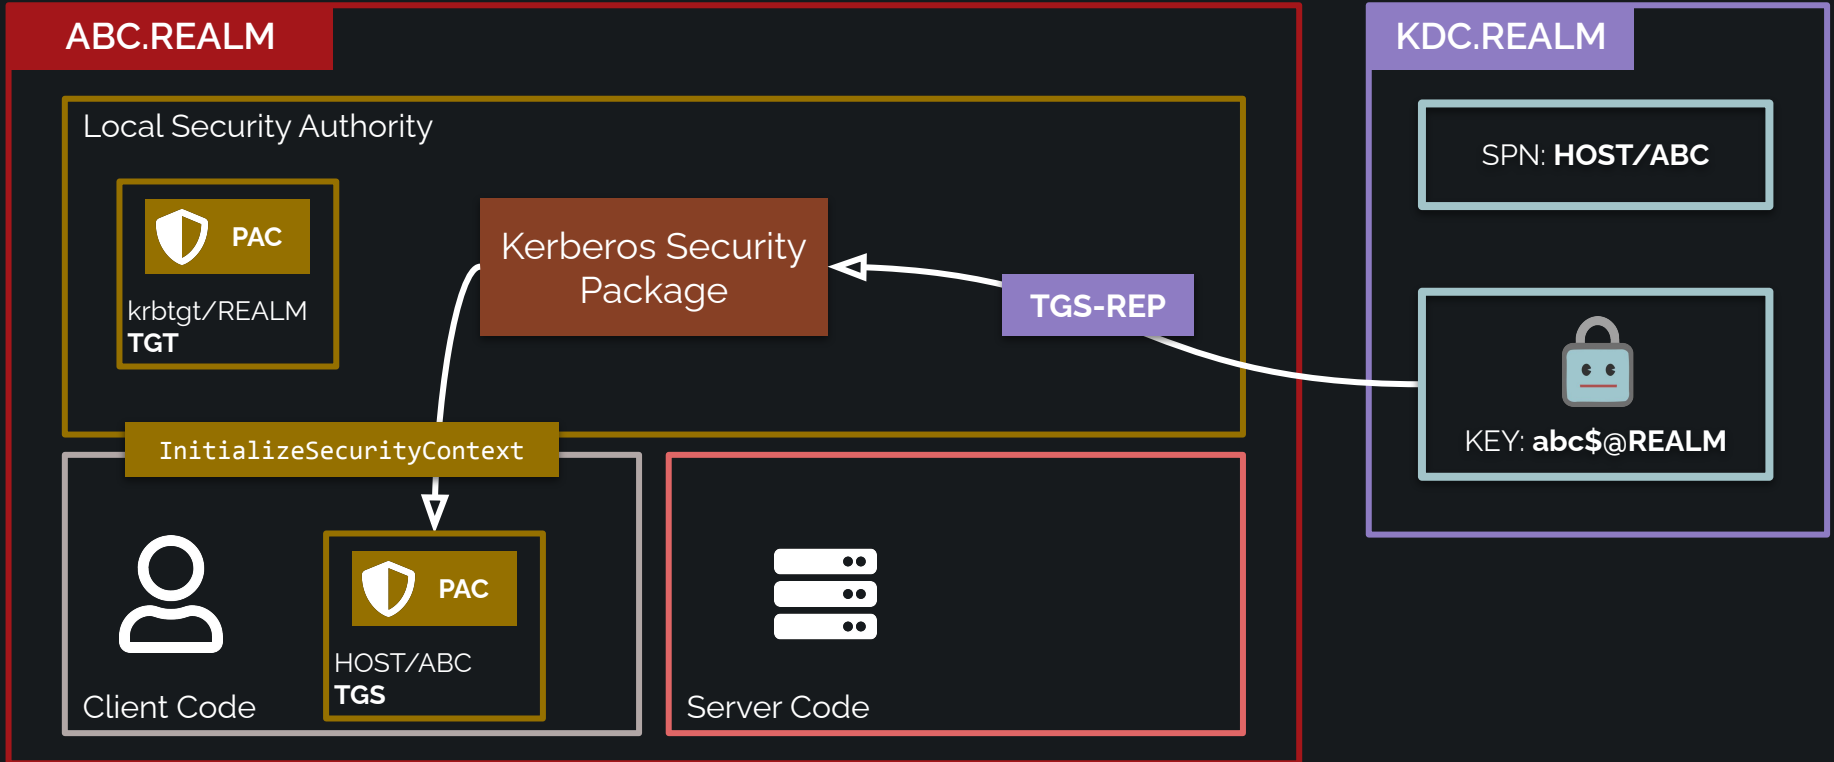 ABC.REALM
Local Security Authority
PAC
krbtgt/REALM
TGT
Kerberos Security
Package
TGS-REP
InitializeSecurityContext
Client Code
PAC
HOST/ABC
TGS
Server Code
KDC.REALM
SPN: HOST/ABC
KEY: abc$@REALM